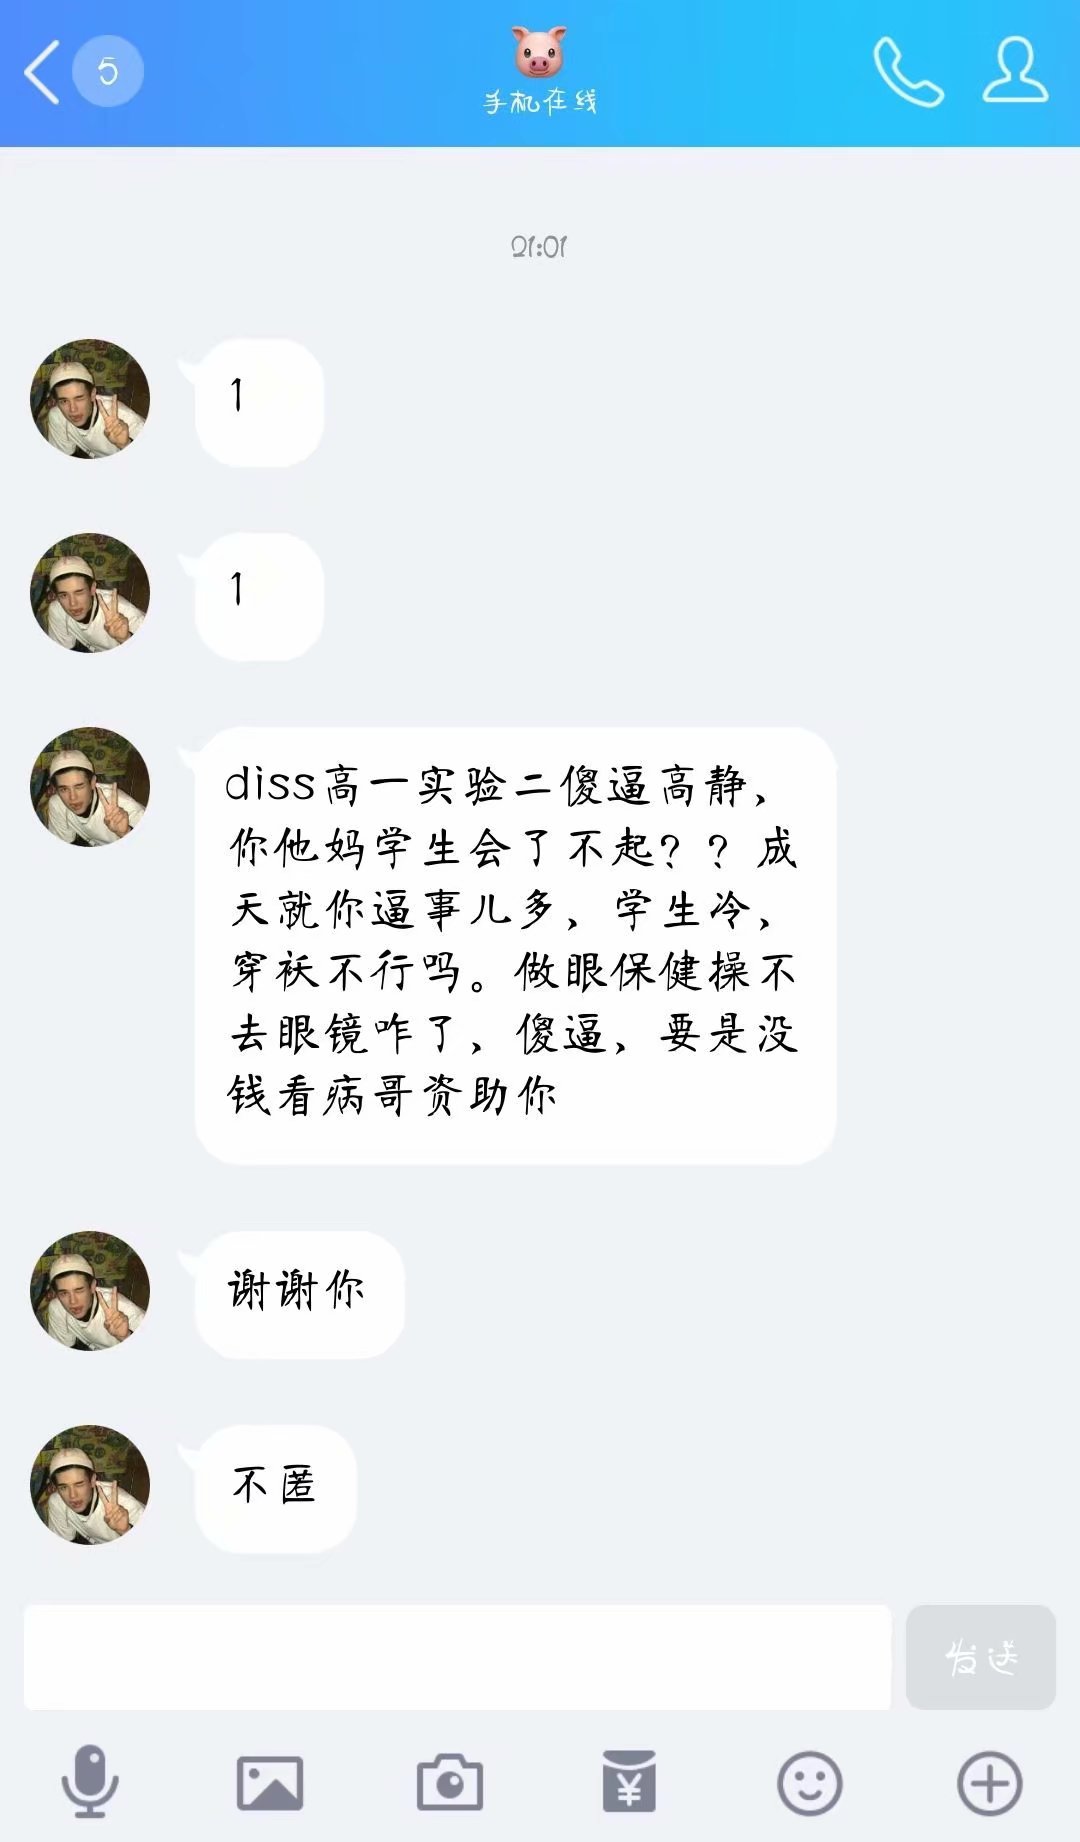 5
手机在线
21:01
1
1
diss高一实验二傻逼高静，
你他妈学生会了不起？？成
天就你逼事儿多，学生冷，
穿袄不行吗。做眼保健操不
去眼镜咋了，傻逼，要是没
钱看病哥资助你
谢谢你
不匿
发送